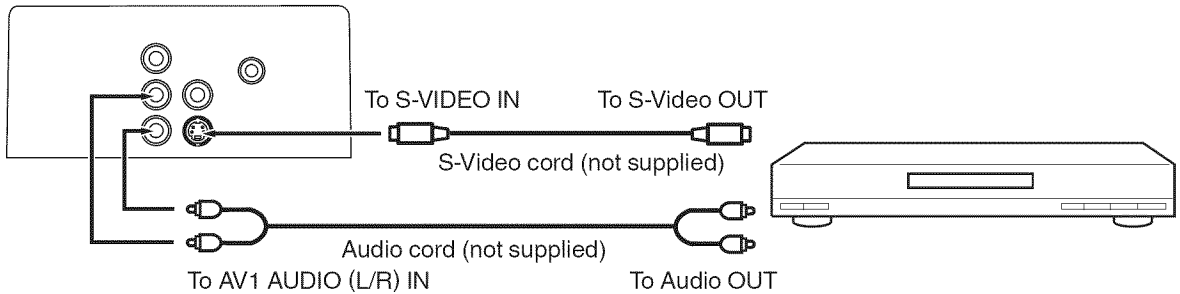 To S-VIDEO IN
To S-Video OUT
S-Video cord (not supplied)
Audio cord (not supplied)
To AV1 AUDIO (L/R) IN
To Audio OUT